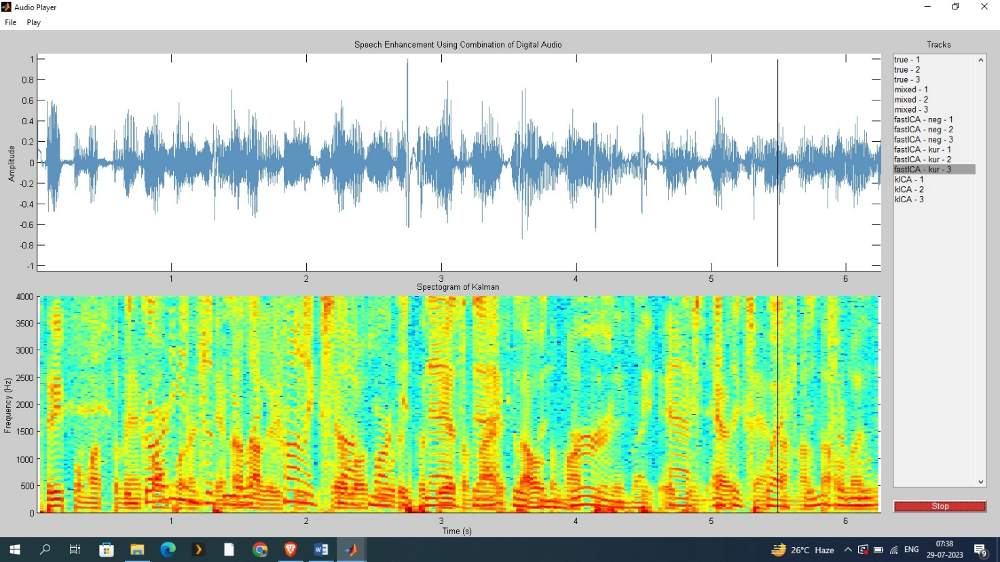 Audio Player
File Play
Speech Enhancement Using Combination of Digital Audio
Tracks
1
0.8
0.6
0.4
0.2
0
-0.2
-0.4
-0.6
-0.8
-1
Amplitude
1 2 3 4 5 6
true - 1
true - 2
true - 3
mixed - 1
mixed - 2
mixed - 3
fastICA - neg - 1
fastICA - neg - 2
fastICA - neg - 3
fastICA - kur - 1
fastICA - kur - 2
fastICA - kur - 3
kICA - 1
kICA - 2
kICA - 3
Spectogram of Kalman
4000
3500
3000
2500
2000
1500
1000
500
0
Frequency (Hz)
1 2 3 4 5 6
Time (s)
Stop
26°C Haze
ENG
07:38
29-07-2023
9